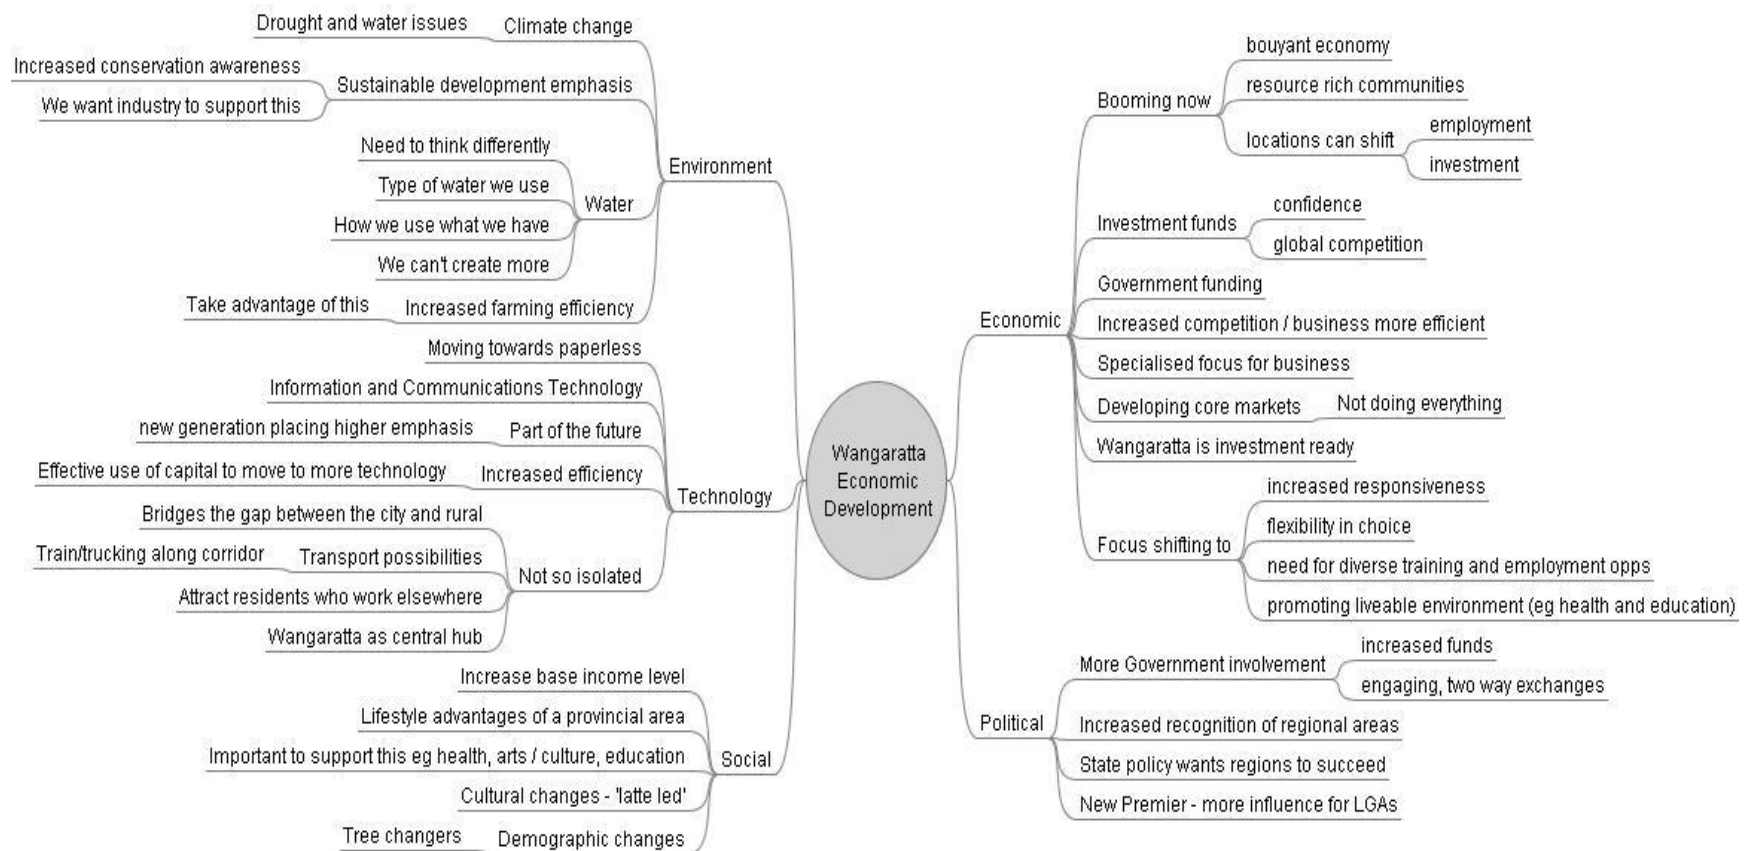 Drought and water issues
Climate change
Increased conservation awareness
We want industry to support this
Sustainable development emphasis
Need to think differently
Type of water we use
How we use what we have
We can't create more
Water
Take advantage of this
Increased farming efficiency
Environment
Moving towards paperless
Information and Communications Technology
new generation placing higher emphasis
Part of the future
Effective use of capital to move to more technology
Increased efficiency
Technology
Bridges the gap between the city and rural
Train/trucking along corridor
Transport possibilities
Attract residents who work elsewhere
Wangaratta as central hub
Not so isolated
Increase base income level
Lifestyle advantages of a provincial area
Important to support this eg health, arts / culture, education
Cultural changes - 'latte led'
Tree changers
Demographic changes
Social
Wangaratta
Economic
Development
Economic
Booming now
bouyant economy
resource rich communities
locations can shift
employment
investment
Investment funds
confidence
global competition
Government funding
Increased competition / business more efficient
Specialised focus for business
Developing core markets
Not doing everything
Wangaratta is investment ready
Focus shifting to
increased responsiveness
flexibility in choice
need for diverse training and employment opps
promoting liveable environment (eg health and education)
Political
More Government involvement
increased funds
engaging, two way exchanges
Increased recognition of regional areas
State policy wants regions to succeed
New Premier - more influence for LGAs